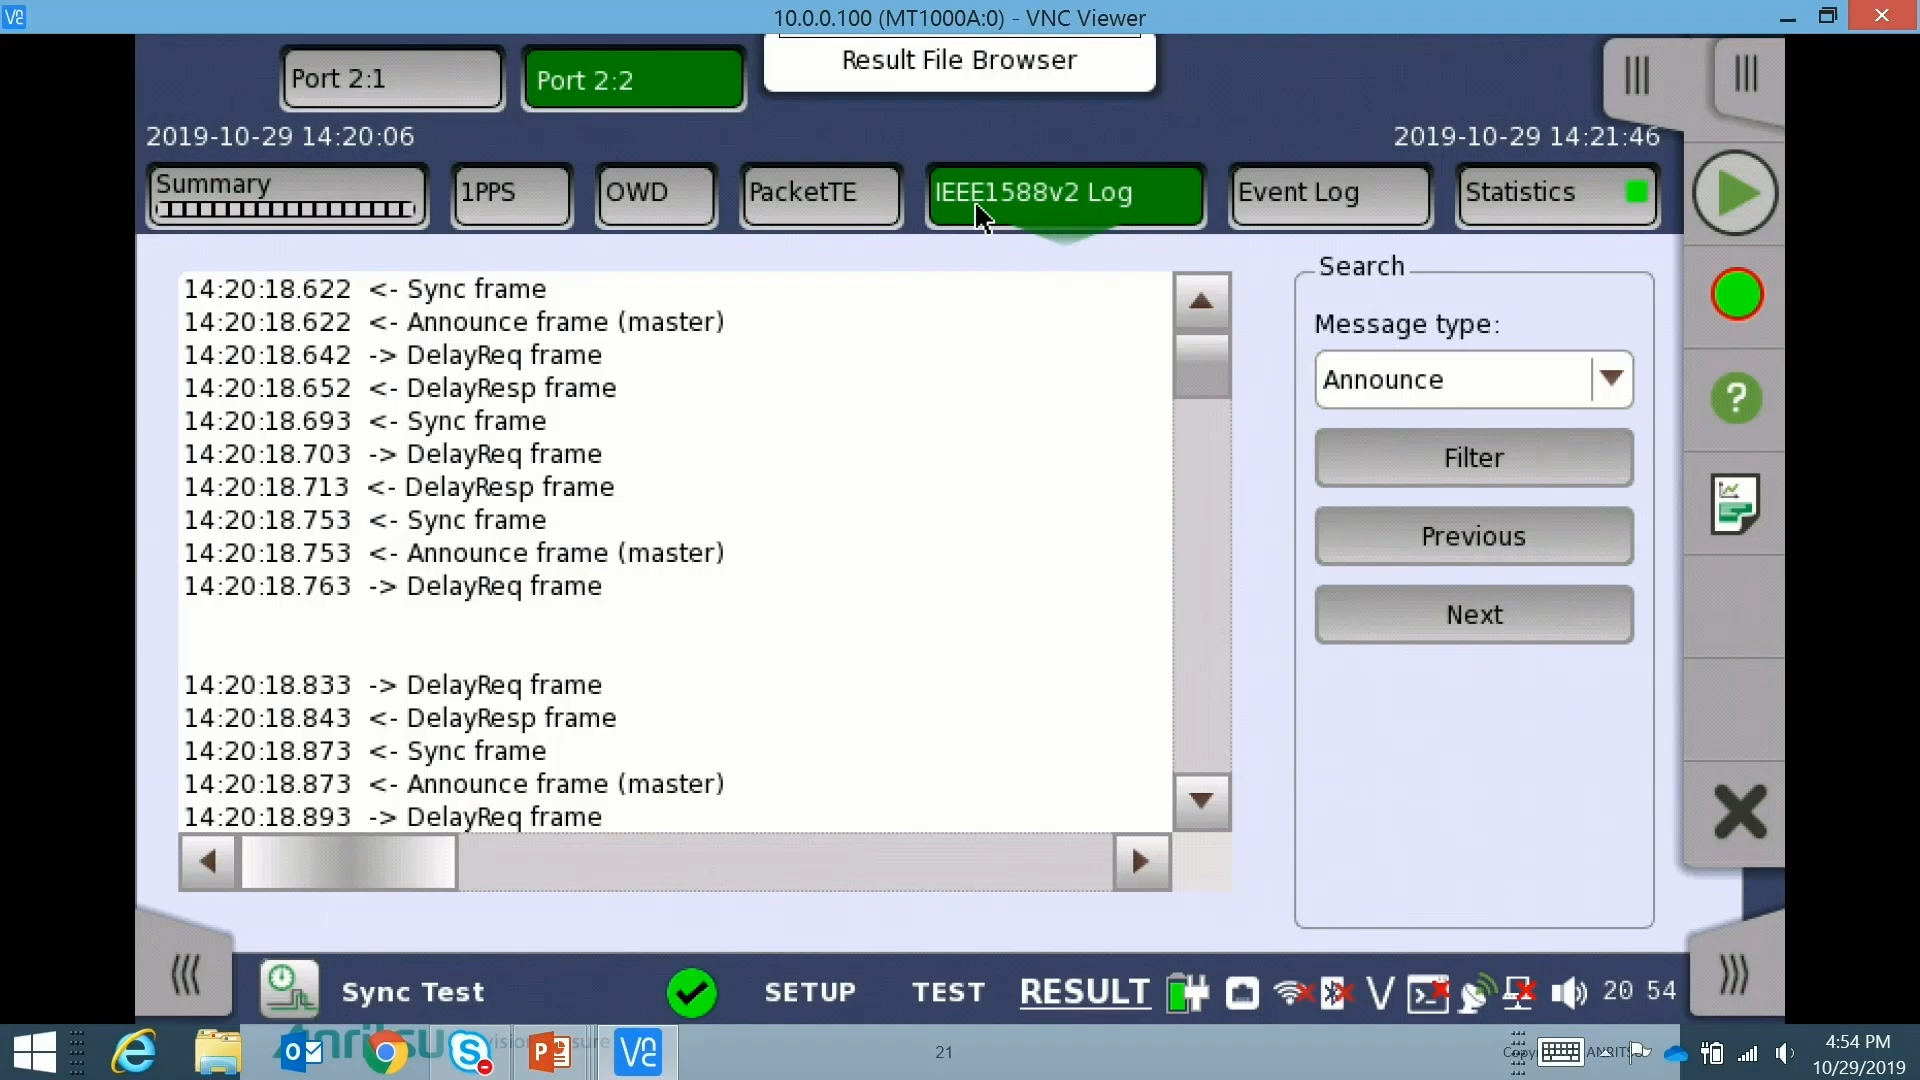 10.0.0.100 (MT1000A:0) - VNC Viewer
Result File Browser
Port 2:1
Port 2:2
2019-10-29 14:20:06
2019-10-29 14:21:46
Summary
1PPS
OWD
PacketTE
IEEE1588v2 Log
Event Log
Statistics
14:20:18.622 <- Sync frame
14:20:18.622 <- Announce frame (master)
14:20:18.642 -> DelayReq frame
14:20:18.652 <- DelayResp frame
14:20:18.693 <- Sync frame
14:20:18.703 -> DelayReq frame
14:20:18.713 <- DelayResp frame
14:20:18.753 <- Sync frame
14:20:18.753 <- Announce frame (master)
14:20:18.763 -> DelayReq frame
14:20:18.833 -> DelayReq frame
14:20:18.843 <- DelayResp frame
14:20:18.873 <- Sync frame
14:20:18.873 <- Announce frame (master)
14:20:18.893 -> DelayReq frame
Search
Message type:
Announce
Filter
Previous
Next
Sync Test
SETUP
TEST
RESULT
20 54
21
4:54 PM
10/29/2019